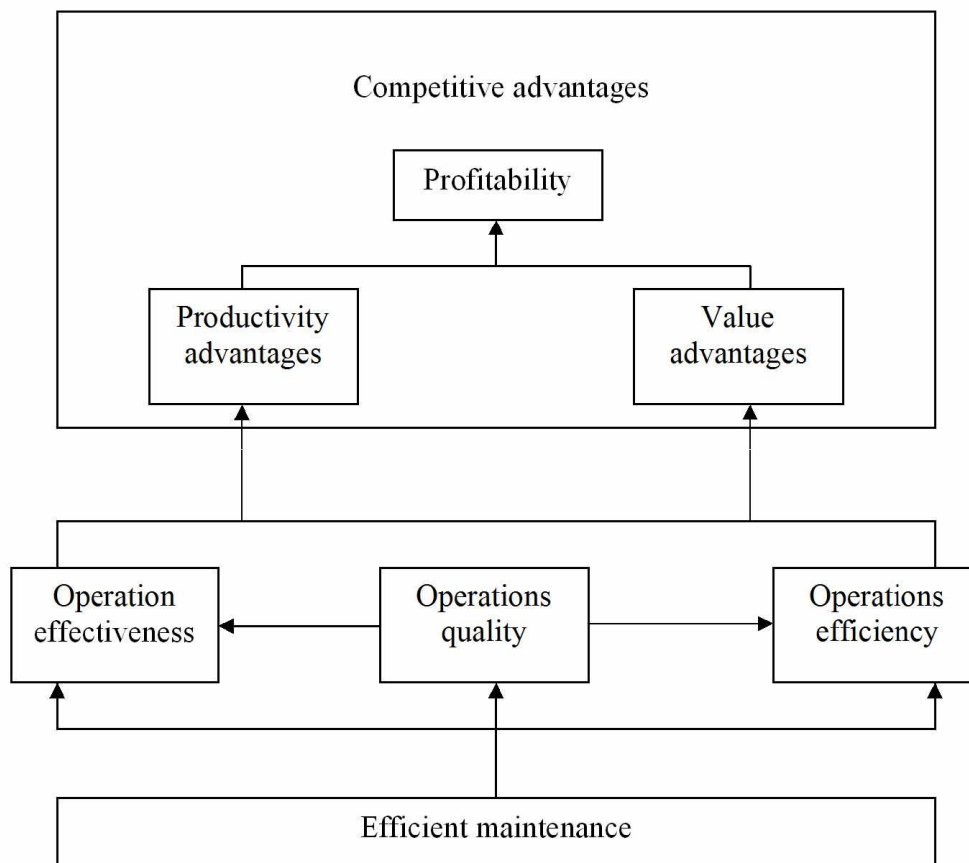 Competitive advantages
Profitability
Productivity
advantages
Value
advantages
Operation
effectiveness
Operations
quality
Operations
efficiency
Efficient maintenance